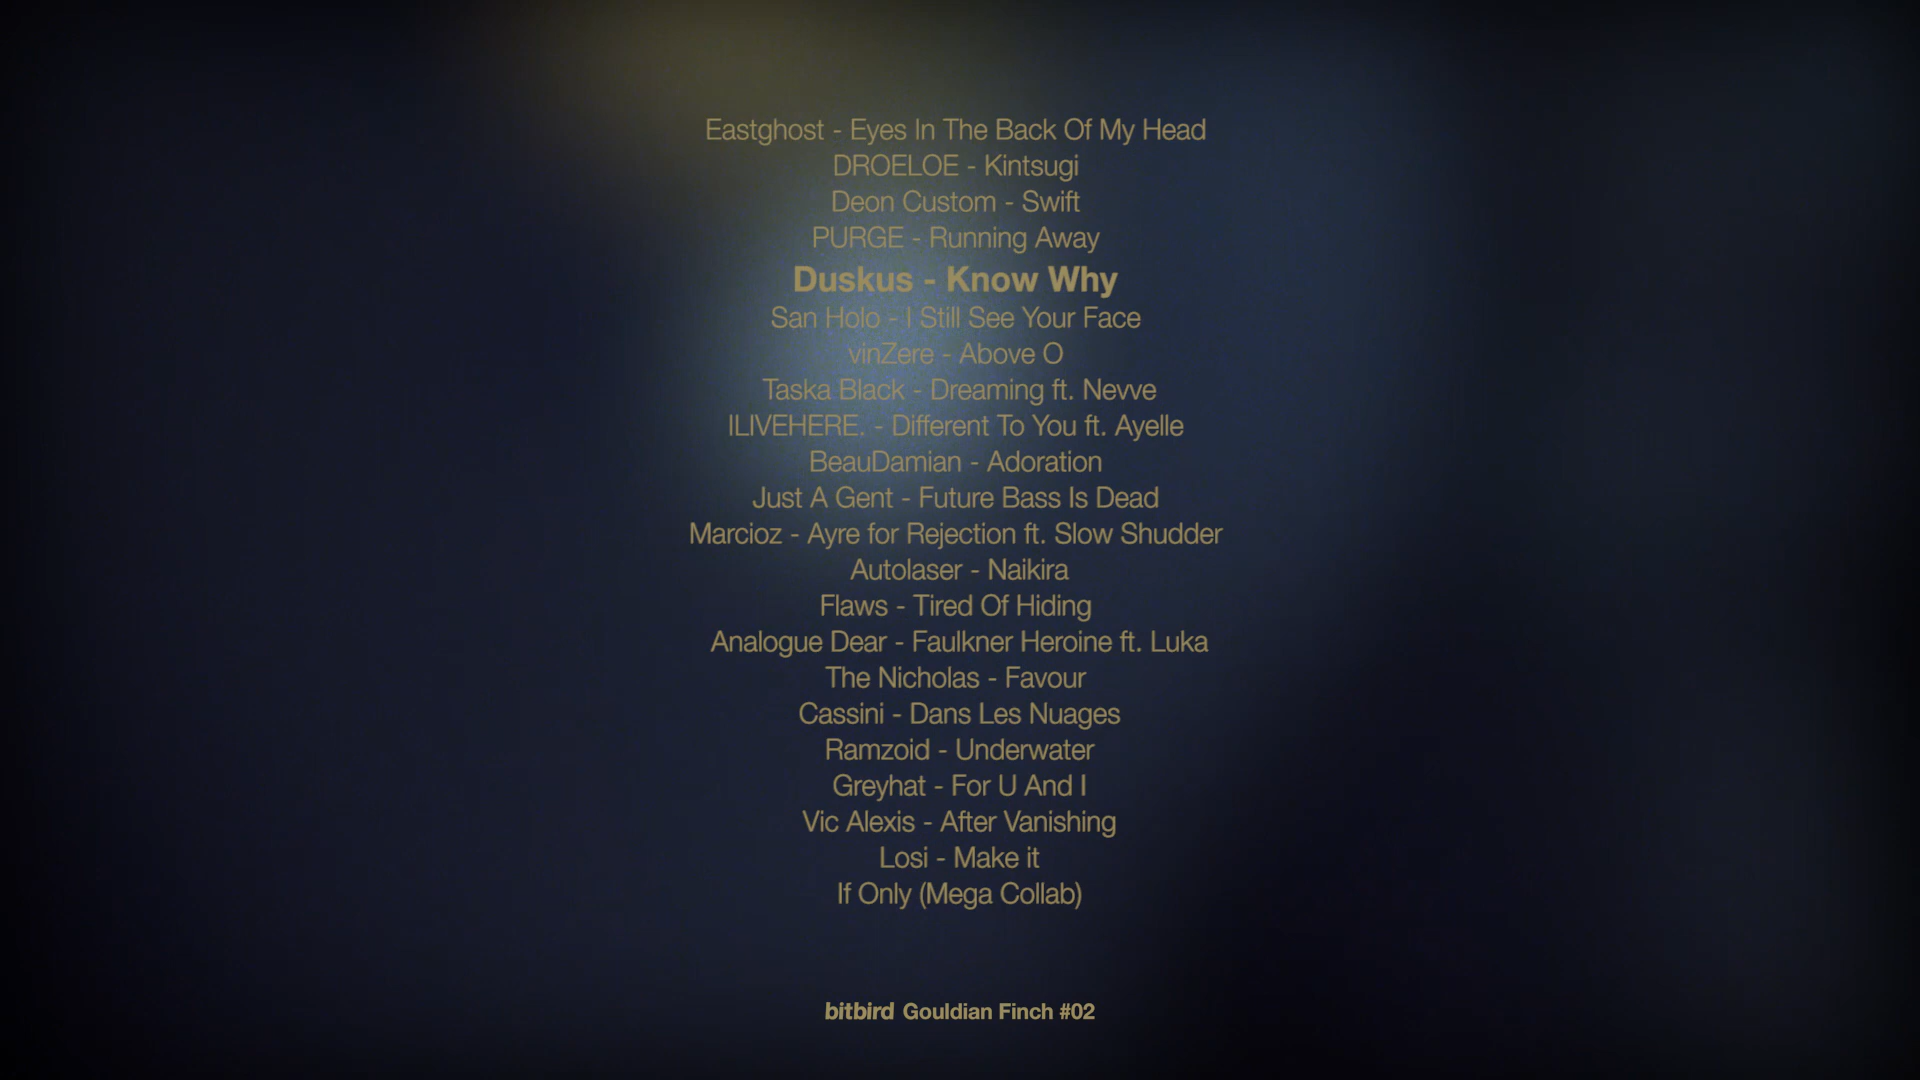 Eastghost - Eyes In The Back Of My Head
DROELOE - Kintsugi
Deon Custom - Swift
PURGE - Running Away
Duskus - Know Why
San Holo - I Still See Your Face
vinZere - Above O
Taska Black - Dreaming ft. Nevve
ILIVEHERE. - Different To You ft. Ayelle
BeauDamian - Adoration
Just A Gent - Future Bass Is Dead
Marcioz - Ayre for Rejection ft. Slow Shudder
Autolaser - Naikira
Flaws - Tired Of Hiding
Analogue Dear - Faulkner Heroine ft. Luka
The Nicholas - Favour
Cassini - Dans Les Nuages
Ramzoid - Underwater
Greyhat - For U And I
Vic Alexis - After Vanishing
Losi - Make it
If Only (Mega Collab)
bitbird Gouldian Finch #02